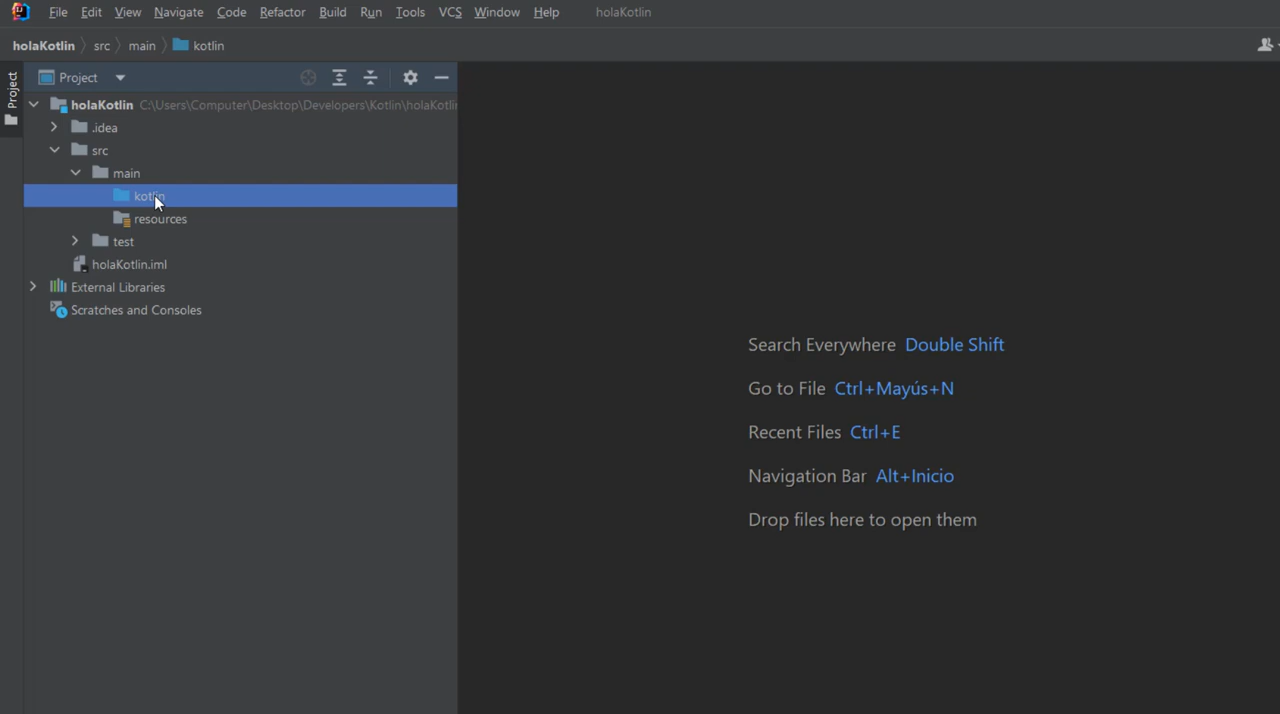 File Edit View Navigate Code Refactor Build Run Tools VCS Window Help holaKotlin
holaKotlin src main kotlin
Project
Project
holaKotlin C:\Users\Computer\Desktop\Developers\Kotlin\holaKotlin
.idea
src
main
kotlin
resources
test
holaKotlin.iml
External Libraries
Scratches and Consoles
Search Everywhere Double Shift
Go to File Ctrl+Mayús+N
Recent Files Ctrl+E
Navigation Bar Alt+Inicio
Drop files here to open them